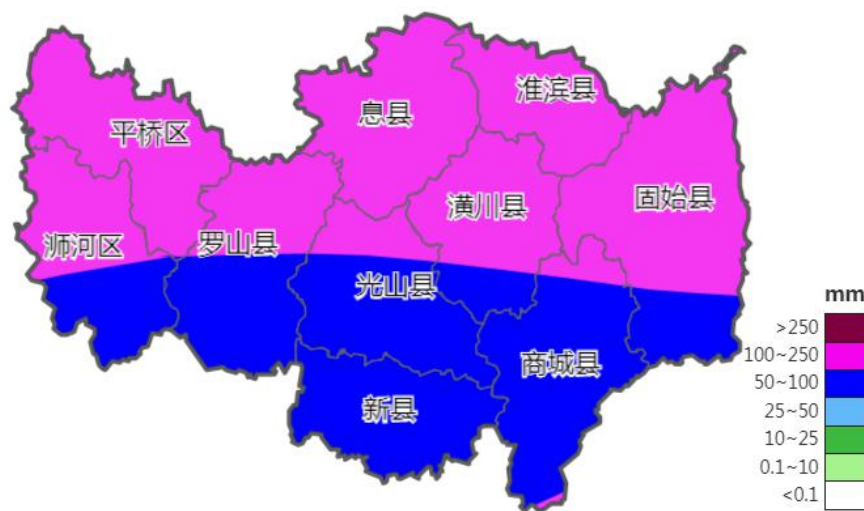 淮滨县
息县
平桥区
固始县
潢川县
浉河区
罗山县
光山县
商城县
新县
mm
>250
100~250
50~100
25~50
10~25
0.1~10
<0.1